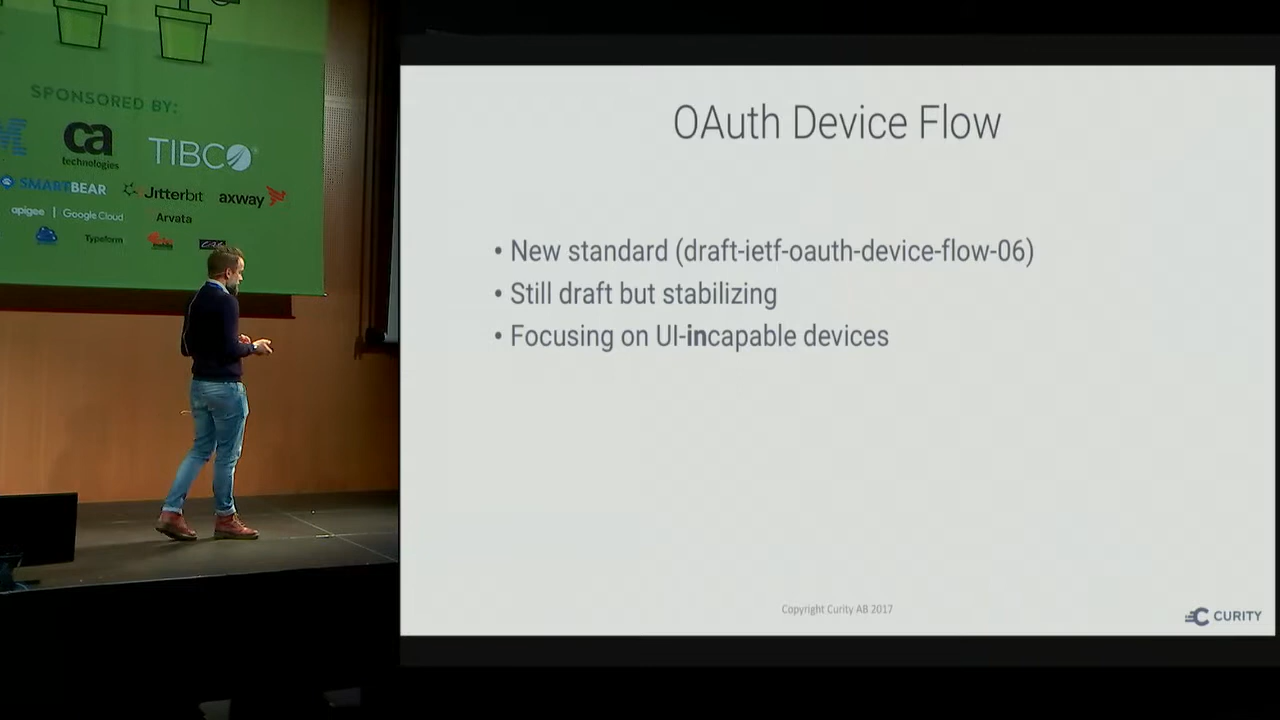 SPONSORED BY:
ca
technologies
TIBCO
SMARTBEAR
Jitterbit
axway
apigee | Google Cloud
Arvata
Typeform
OAuth Device Flow
• New standard (draft-ietf-oauth-device-flow-06)
• Still draft but stabilizing
• Focusing on UI-incapable devices
Copyright Curity AB 2017
CURITY